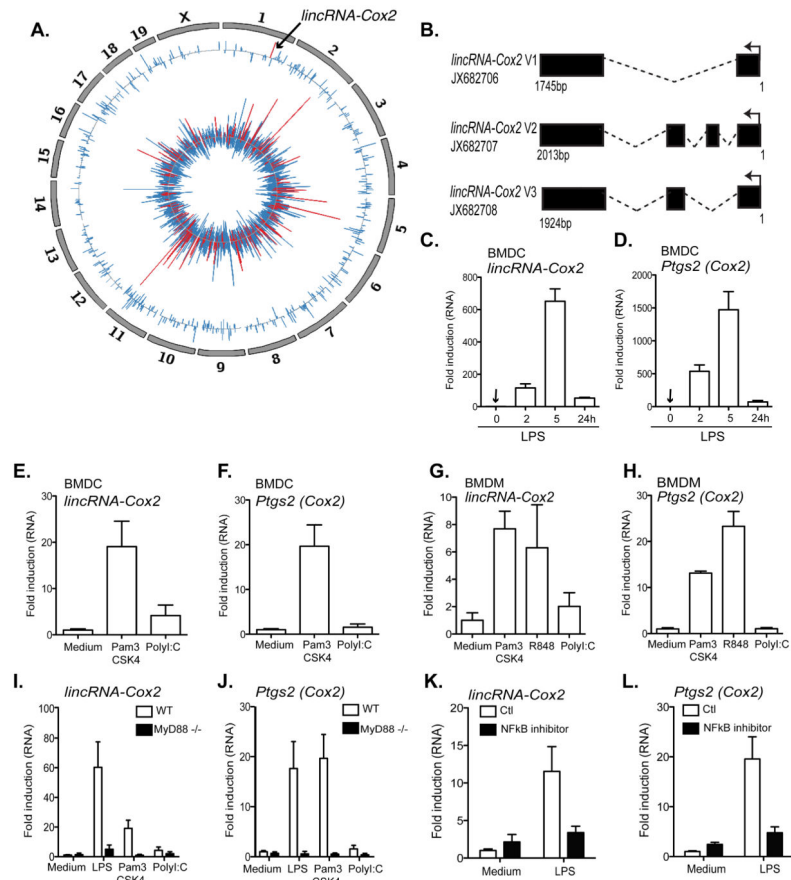 A.
lincRNA-Cox2
X
1
2
3
4
5
6
7
8
9
10
11
12
13
14
15
16
17
18
19
B.
lincRNA-Cox2 V1
JX682706
1745bp
1
lincRNA-Cox2 V2
JX682707
2013bp
1
lincRNA-Cox2 V3
JX682708
1924bp
1
C.
BMDC
lincRNA-Cox2
Fold induction (RNA)
800
600
400
200
0
0 2 5 24h
LPS
D.
BMDC
Ptgs2 (Cox2)
Fold induction (RNA)
2000
1500
1000
500
0
0 2 5 24h
LPS
E.
BMDC
lincRNA-Cox2
Fold induction (RNA)
30
20
10
0
Medium Pam3 PolyI:C
CSK4
F.
BMDC
Ptgs2 (Cox2)
Fold induction (RNA)
30
20
10
0
Medium Pam3 PolyI:C
CSK4
G.
BMDM
lincRNA-Cox2
Fold induction (RNA)
10
8
6
4
2
0
Medium Pam3 R848 PolyI:C
CSK4
H.
BMDM
Ptgs2 (Cox2)
Fold induction (RNA)
30
20
10
0
Medium Pam3 R848 PolyI:C
CSK4
I.
lincRNA-Cox2
WT
MyD88 -/-
Fold induction (RNA)
100
80
60
40
20
0
Medium LPS Pam3 PolyI:C
CSK4
J.
Ptgs2 (Cox2)
WT
MyD88 -/-
Fold induction (RNA)
30
20
10
0
Medium LPS Pam3 PolyI:C
CSK4
K.
lincRNA-Cox2
Ctl
NFkB inhibitor
Fold induction (RNA)
20
15
10
5
0
Medium LPS
L.
Ptgs2 (Cox2)
Ctl
NFkB inhibitor
Fold induction (RNA)
30
20
10
0
Medium LPS